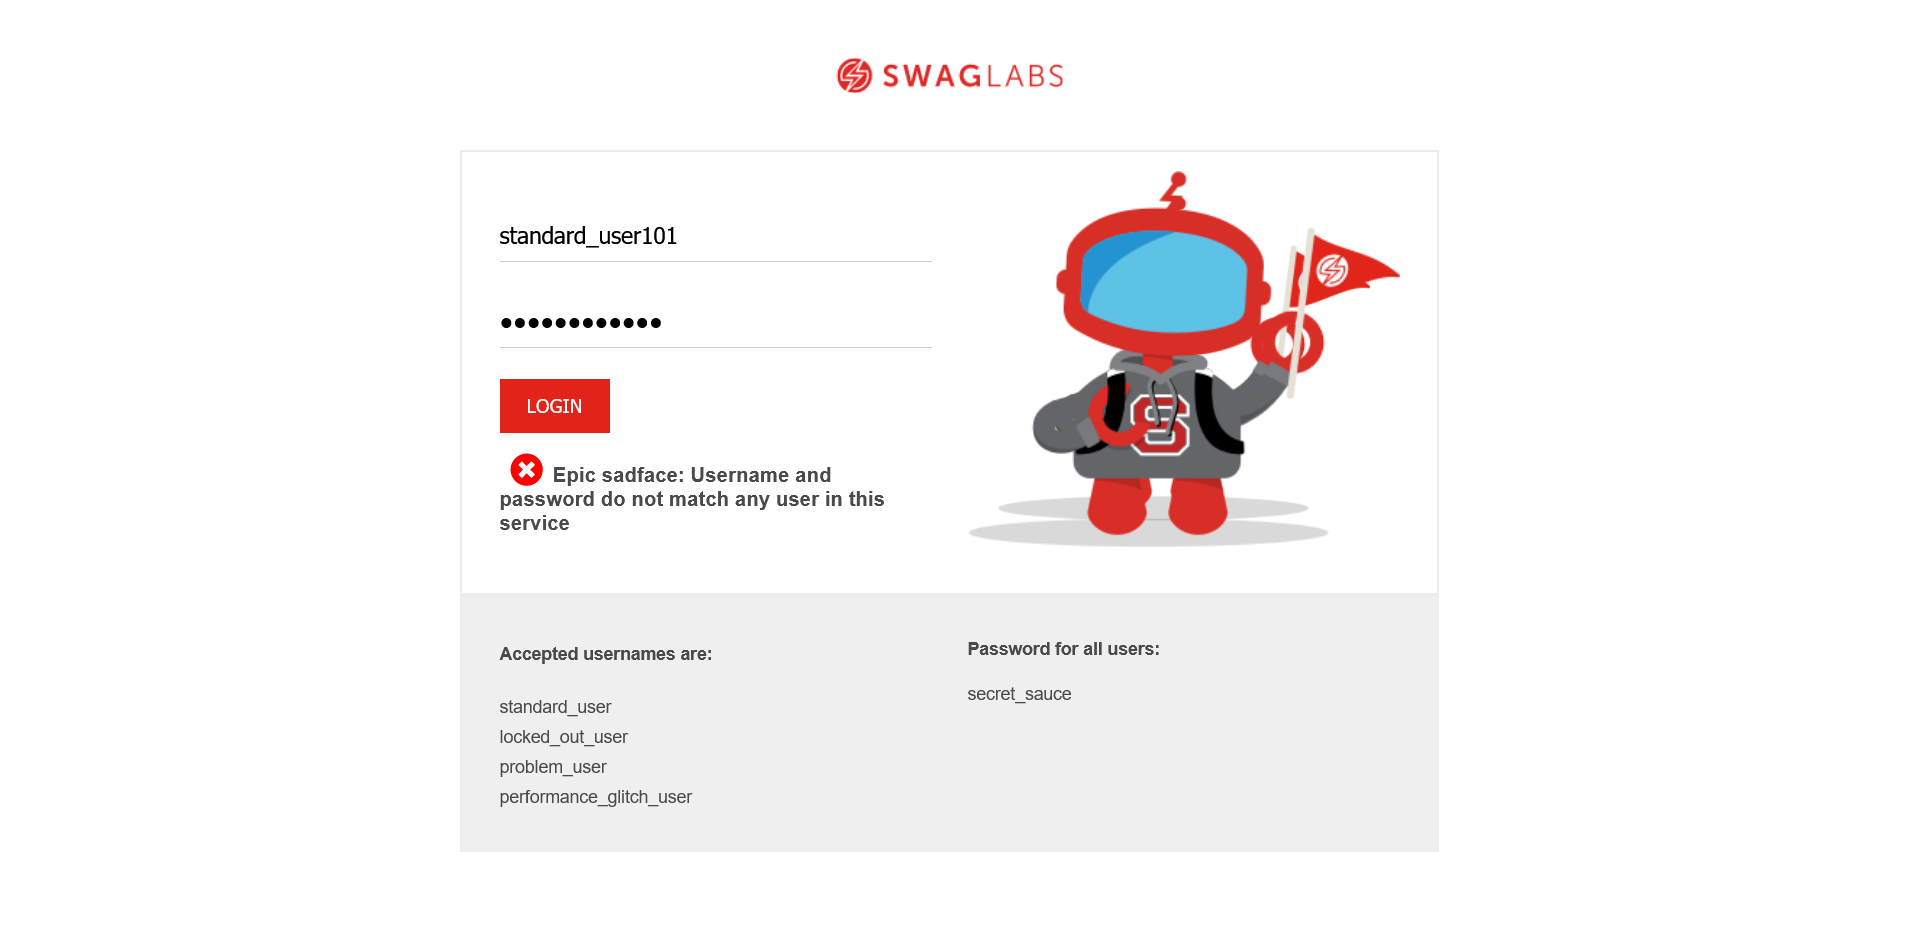 SWAGLABS
standard_user101
••••••••••••
LOGIN
Epic sadface: Username and
password do not match any user in this
service
Accepted usernames are:
standard_user
locked_out_user
problem_user
performance_glitch_user
Password for all users:
secret_sauce
S